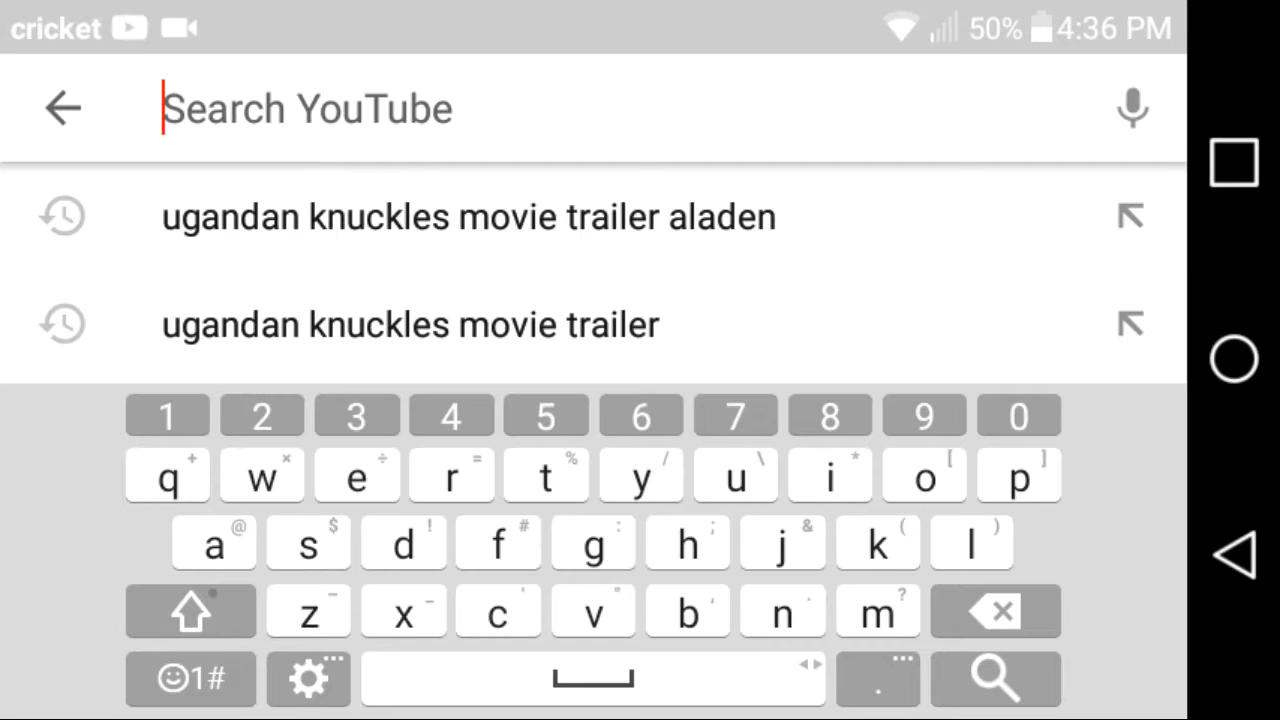 cricket 50% 4:36 PM
Search YouTube
ugandan knuckles movie trailer aladen
ugandan knuckles movie trailer
1 2 3 4 5 6 7 8 9 0
q + w × e ÷ r = t % y / u \ i * o [ p ]
a @ s $ d ! f # g : h ; j & k ( l )
z x c ' v " b , n . m ?
1# .